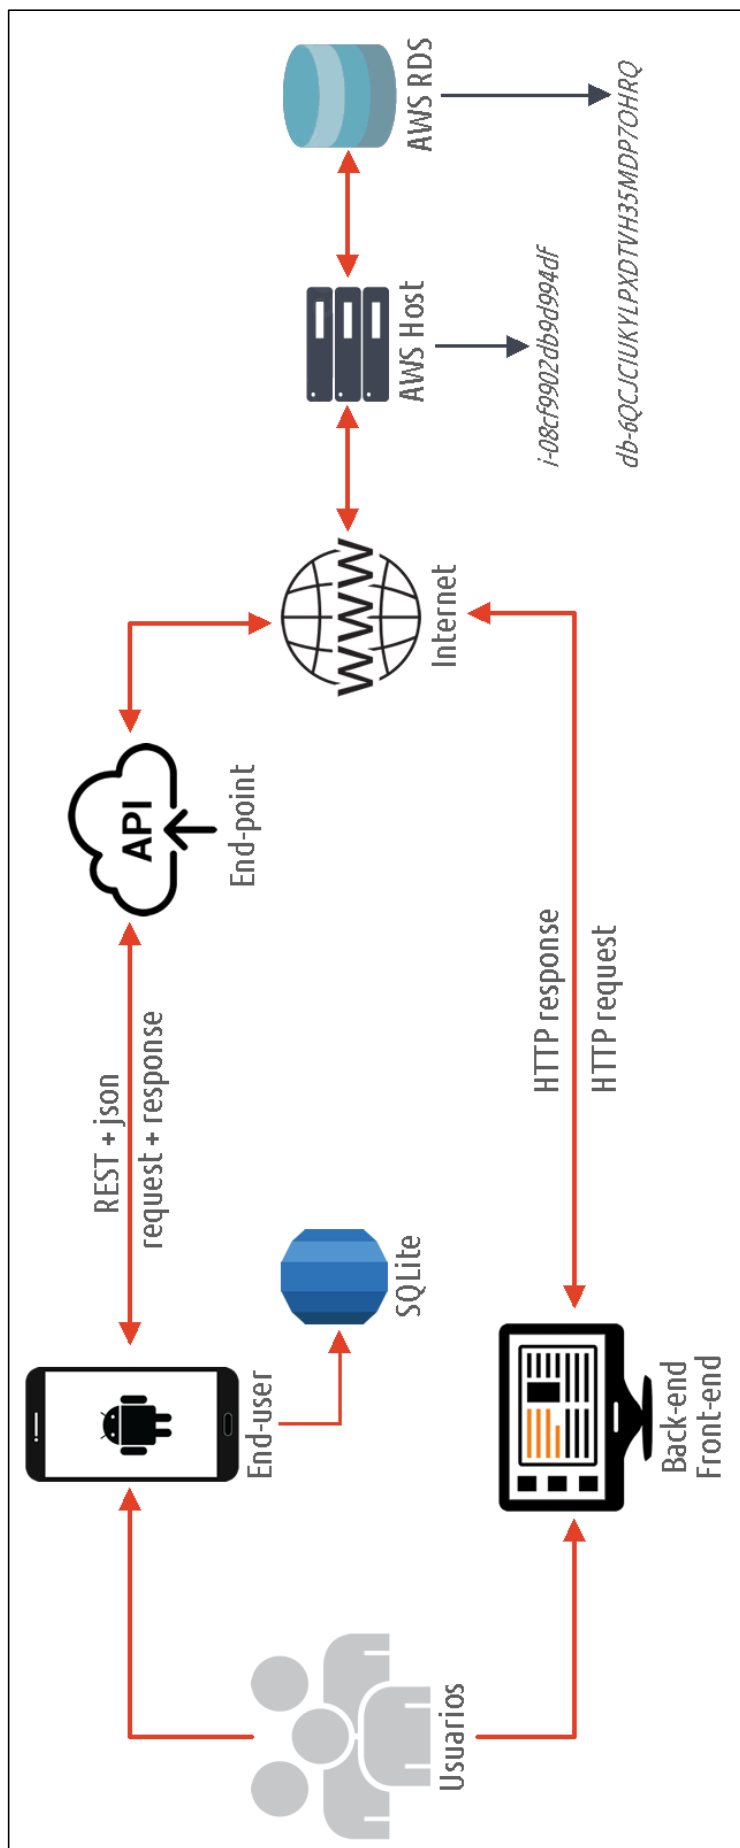 Usuarios
End-user
SQLite
REST + json
request + response
API
End-point
Back-end
Front-end
HTTP response
HTTP request
WWW
Internet
AWS Host
i-08cf9902db9d994df
AWS RDS
db-6QCJCIUKYLPXDTVH35MDP7OHRQ